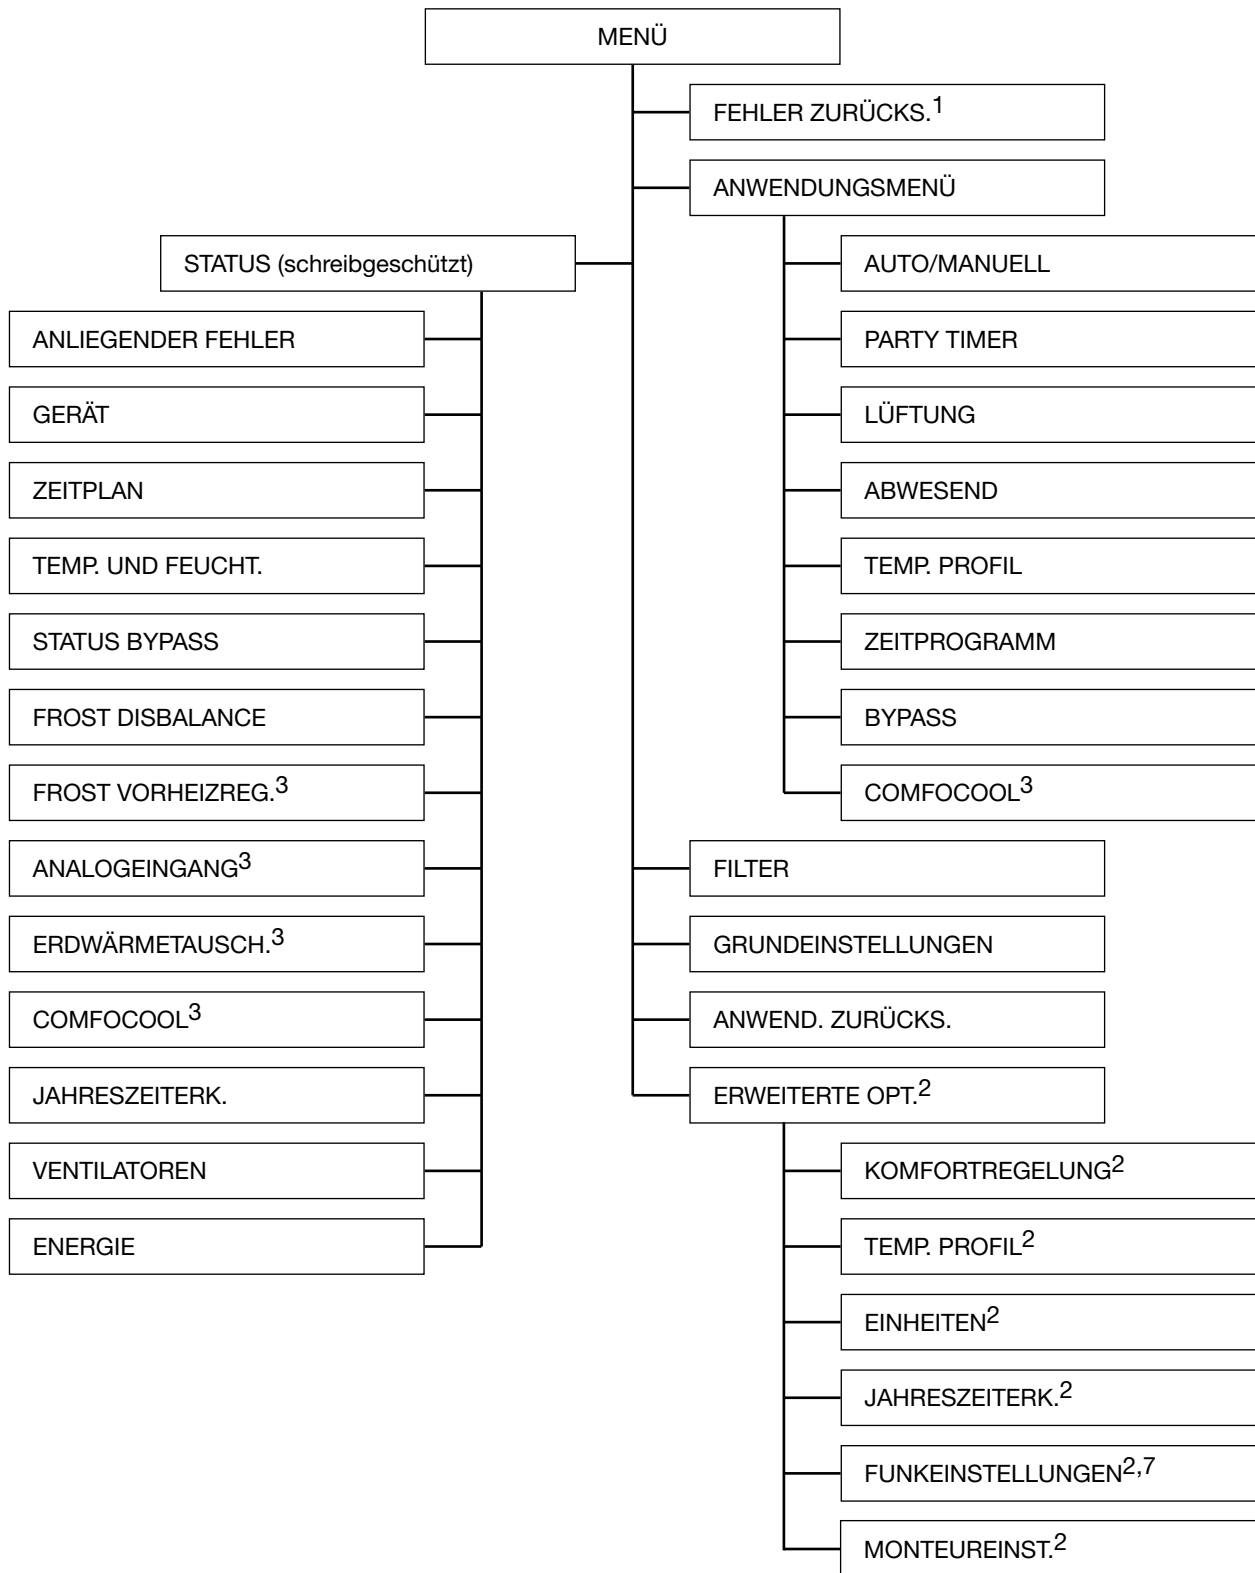 MENÜ
FEHLER ZURÜCKS.1
ANWENDUNGSMENÜ
STATUS (schreibgeschützt)
AUTO/MANUELL
ANLIEGENDER FEHLER
PARTY TIMER
GERÄT
LÜFTUNG
ZEITPLAN
ABWESEND
TEMP. UND FEUCHT.
TEMP. PROFIL
STATUS BYPASS
ZEITPROGRAMM
FROST DISBALANCE
BYPASS
FROST VORHEIZREG.3
COMFOCOOL3
ANALOGEINGANG3
FILTER
ERDWÄRMETAUSCH.3
GRUNDEINSTELLUNGEN
COMFOCOOL3
ANWEND. ZURÜCKS.
JAHRESZEITERK.
ERWEITERTE OPT.2
VENTILATOREN
KOMFORTREGELUNG2
ENERGIE
TEMP. PROFIL2
EINHEITEN2
JAHRESZEITERK.2
FUNKEINSTELLUNGEN2,7
MONTEUREINST.2